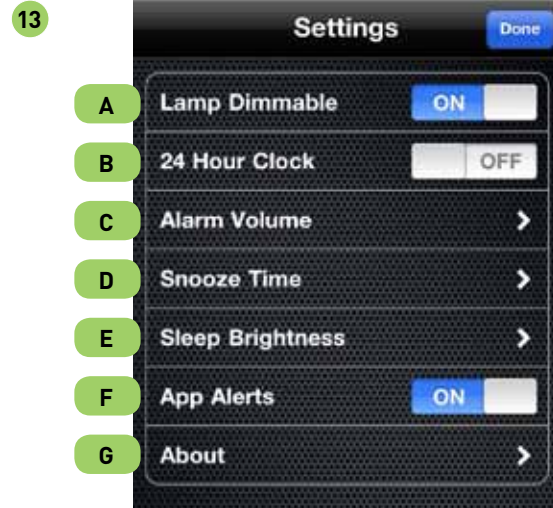 13
Settings Done
A Lamp Dimmable ON
B 24 Hour Clock OFF
C Alarm Volume
D Snooze Time
E Sleep Brightness
F App Alerts ON
G About